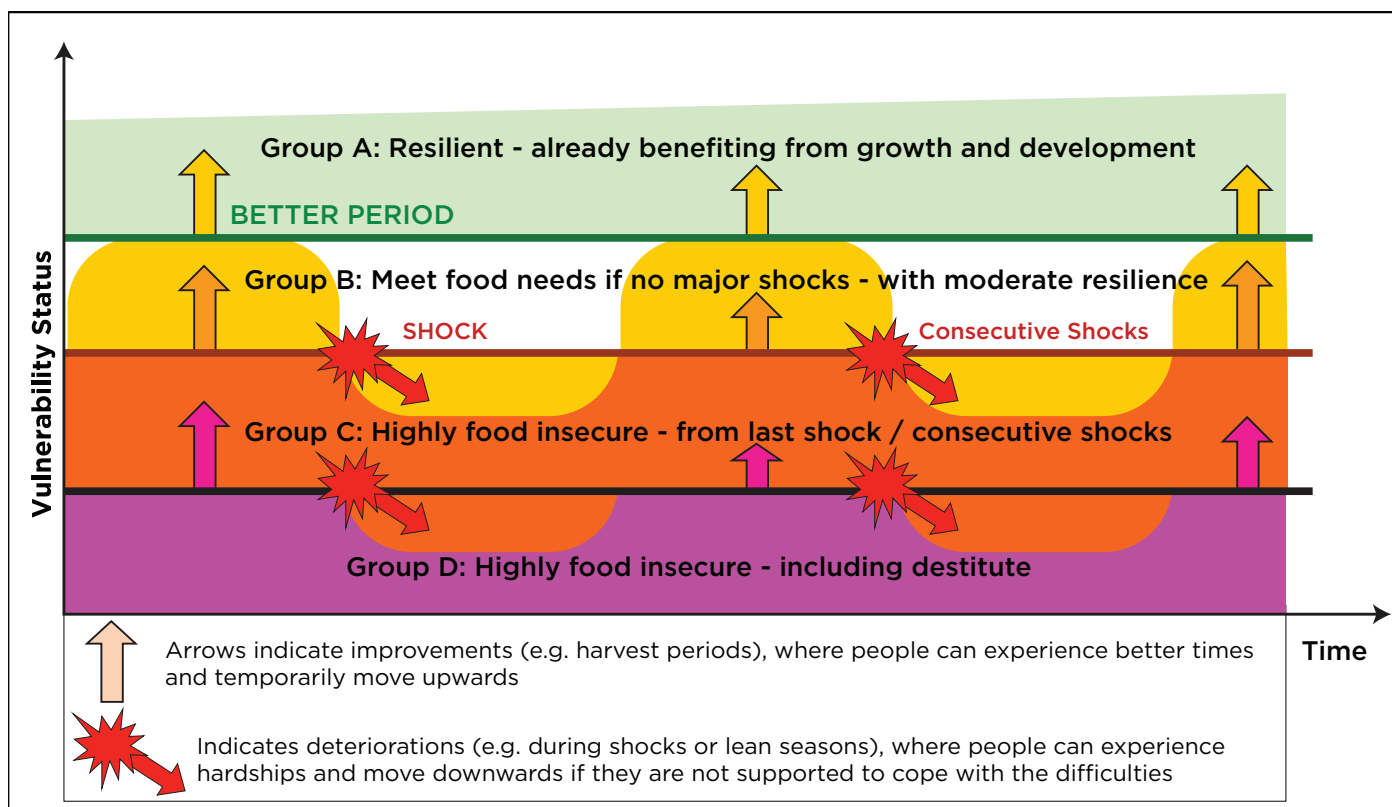 Vulnerability Status
Group A: Resilient - already benefiting from growth and development
BETTER PERIOD
Group B: Meet food needs if no major shocks - with moderate resilience
SHOCK
Consecutive Shocks
Group C: Highly food insecure - from last shock / consecutive shocks
Group D: Highly food insecure - including destitute
Time
Arrows indicate improvements (e.g. harvest periods), where people can experience better times
and temporarily move upwards
Indicates deteriorations (e.g. during shocks or lean seasons), where people can experience
hardships and move downwards if they are not supported to cope with the difficulties